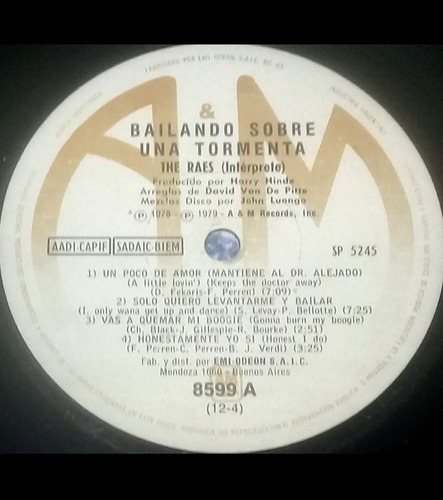 FABRICADO POR EMI ODEON S.A.I.C.
A&M
BAILANDO SOBRE
UNA TORMENTA
THE RAES (Intérprete)
Producido por Harry Hinde
Arreglos de David Van De Pitte
Mezclas Disco por John Luongo
℗ 1978 - ℗ 1979 - A & M Records, Inc.
AADI CAPIF
SADAIC-BIEM
SP 5245
1) UN POCO DE AMOR (MANTIENE AL DR. ALEJADO)
(A little lovin') (Keeps the doctor away)
(D. Fekaris-F. Perren) (7:09)
2) SOLO QUIERO LEVANTARME Y BAILAR
(I, only wana get up and dance) (S. Levay-P. Bellotte) (7:25)
3) VAS A QUEMAR MI BOOGIE (Gonna burn my boogie)
(Ch. Black-J. Gillespie-R. Bourke) (2:51)
4) HONESTAMENTE YO SI (Honest I do)
(F. Perren-C. Perren-B. J. Verdi) (3:25)
Fab. y dist. por EMI-ODEON S.A.I.C.
Mendoza 1660 - Buenos Aires
8599 A
(12-4)